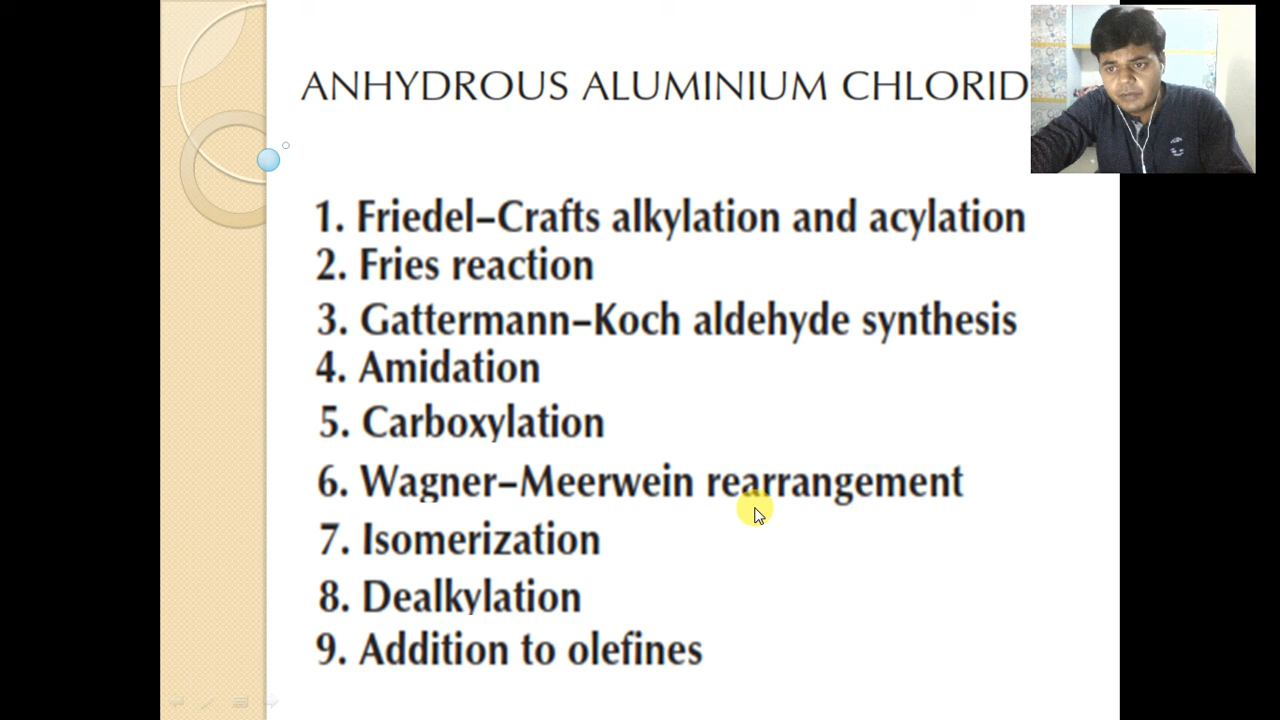 ANHYDROUS ALUMINIUM CHLORID
1. Friedel–Crafts alkylation and acylation
2. Fries reaction
3. Gattermann–Koch aldehyde synthesis
4. Amidation
5. Carboxylation
6. Wagner–Meerwein rearrangement
7. Isomerization
8. Dealkylation
9. Addition to olefines